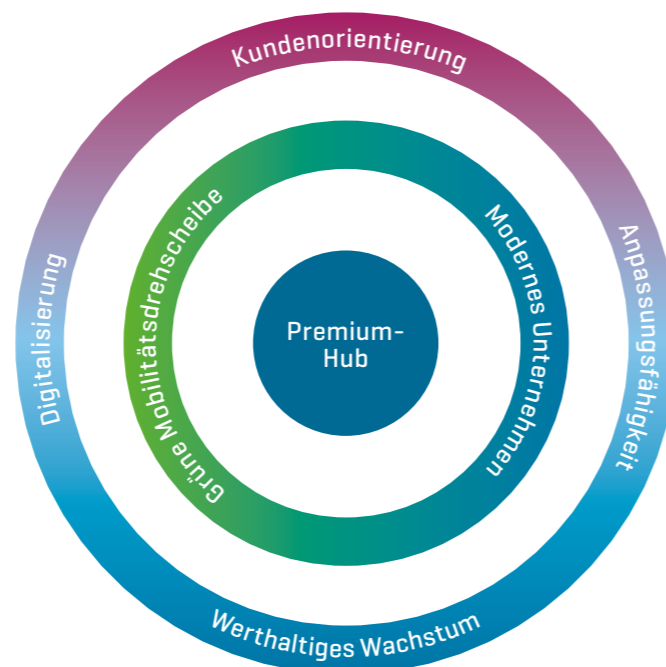 Kundenorientierung
Digitalisierung
Anpassungsfähigkeit
Werthaltiges Wachstum
Grüne Mobilitätsdrehscheibe
Modernes Unternehmen
Premium-
Hub